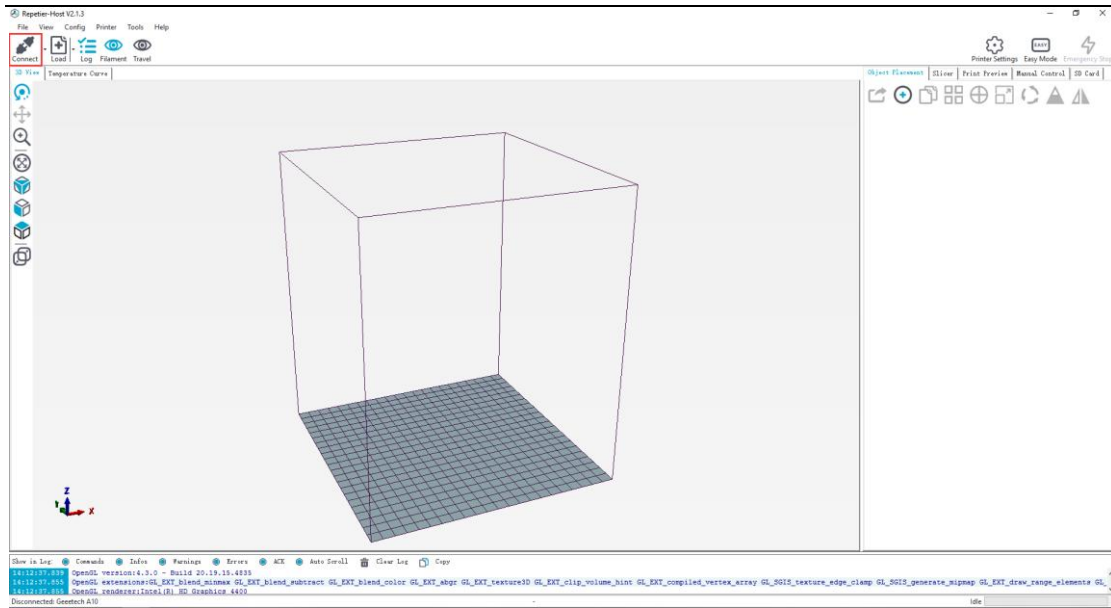 Repetier-Host V2.1.3
File View Config Printer Tools Help
Connect Load Log Filament Travel
Printer Settings Easy Mode Emergency Stop
EASY
3D View Temperature Curve
Object Placement Slicer Print Preview Manual Control SD Card
Z
Y
X
Show in Log: Commands Infos Warnings Errors ACK Auto Scroll Clear Log Copy
14:12:37.839 OpenGL version:4.3.0 - Build 20.19.15.4835
14:12:37.855 OpenGL extensions:GL_EXT_blend_minmax GL_EXT_blend_subtract GL_EXT_blend_color GL_EXT_abgr GL_EXT_texture3D GL_EXT_clip_volume_hint GL_EXT_compiled_vertex_array GL_SGIS_texture_edge_clamp GL_SGIS_generate_mipmap GL_EXT_draw_range_elements GL_
14:12:37.855 OpenGL renderer:Intel(R) HD Graphics 4400
Disconnected: Geeetech A10 - Idle